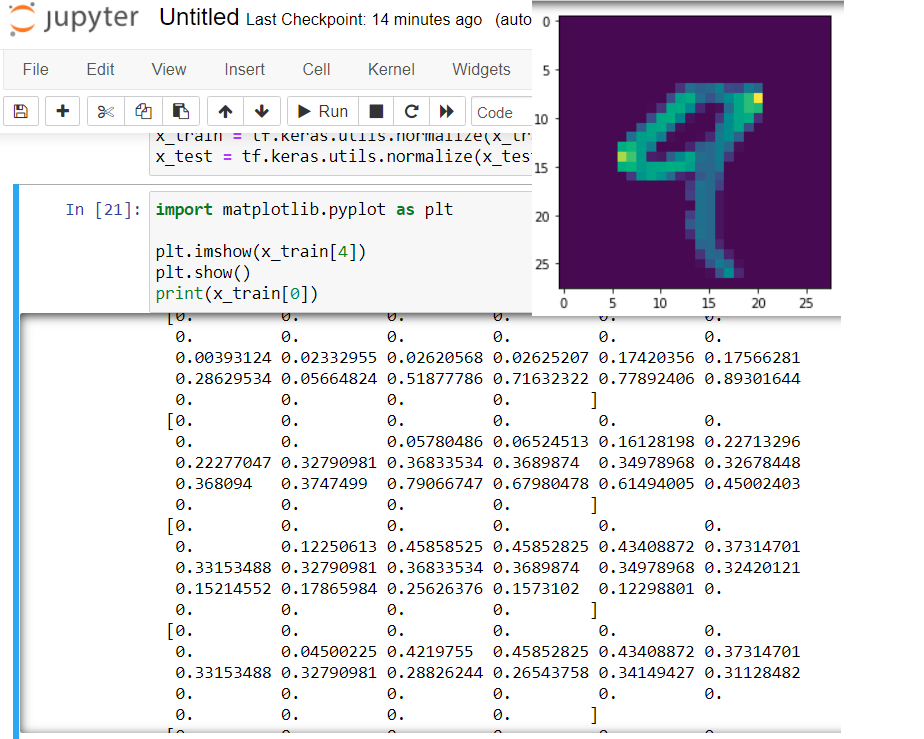 jupyter Untitled Last Checkpoint: 14 minutes ago (auto
File Edit View Insert Cell Kernel Widgets
Run Code
x_train = tf.keras.utils.normalize(x_tr
x_test = tf.keras.utils.normalize(x_test
In [21]: import matplotlib.pyplot as plt
plt.imshow(x_train[4])
plt.show()
print(x_train[0])
0
5
10
15
20
25
0 5 10 15 20 25
[0. 0. 0. 0. 0. 0.
0. 0. 0. 0. 0. 0.
0.00393124 0.02332955 0.02620568 0.02625207 0.17420356 0.17566281
0.28629534 0.05664824 0.51877786 0.71632322 0.77892406 0.89301644
0. 0. 0. 0. ]
[0. 0. 0. 0. 0. 0.
0. 0. 0.05780486 0.06524513 0.16128198 0.22713296
0.22277047 0.32790981 0.36833534 0.3689874 0.34978968 0.32678448
0.368094 0.3747499 0.79066747 0.67980478 0.61494005 0.45002403
0. 0. 0. 0. ]
[0. 0. 0. 0. 0. 0.
0. 0.12250613 0.45858525 0.45852825 0.43408872 0.37314701
0.33153488 0.32790981 0.36833534 0.3689874 0.34978968 0.32420121
0.15214552 0.17865984 0.25626376 0.1573102 0.12298801 0.
0. 0. 0. 0. ]
[0. 0. 0. 0. 0. 0.
0. 0.04500225 0.4219755 0.45852825 0.43408872 0.37314701
0.33153488 0.32790981 0.28826244 0.26543758 0.34149427 0.31128482
0. 0. 0. 0. 0. 0.
0. 0. 0. 0. ]